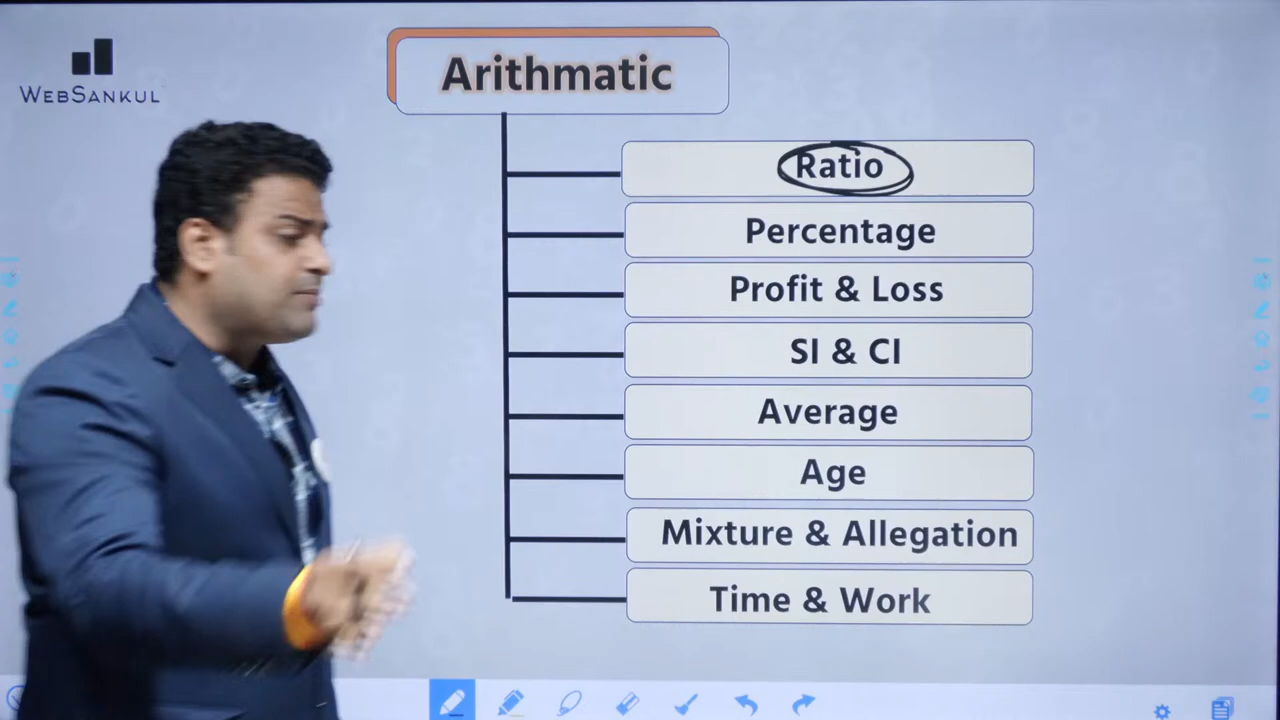 WEBSANKUL
Arithmatic
Ratio
Percentage
Profit & Loss
SI & CI
Average
Age
Mixture & Allegation
Time & Work